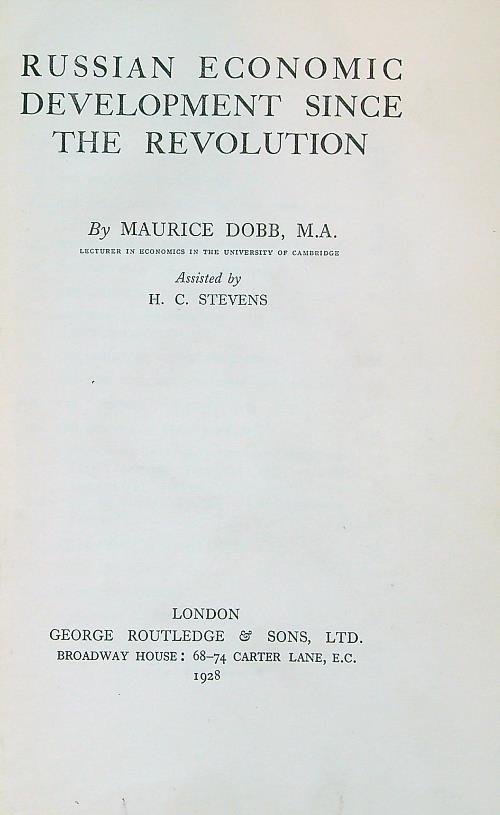 RUSSIAN ECONOMIC
DEVELOPMENT SINCE
THE REVOLUTION
By MAURICE DOBB, M.A.
LECTURER IN ECONOMICS IN THE UNIVERSITY OF CAMBRIDGE
Assisted by
H. C. STEVENS
LONDON
GEORGE ROUTLEDGE & SONS, LTD.
BROADWAY HOUSE: 68–74 CARTER LANE, E.C.
1928